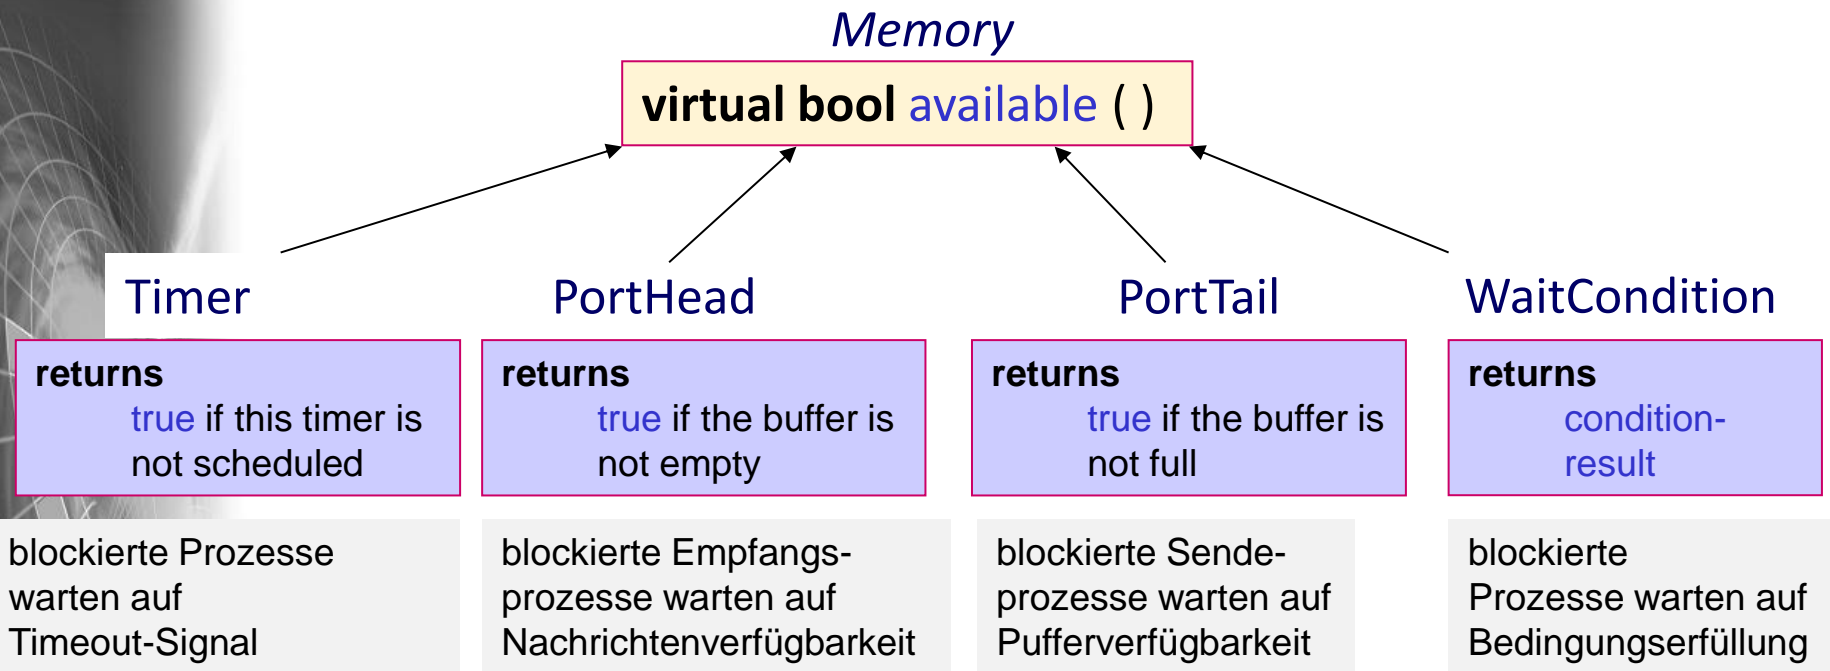 Memory
virtual bool available ( )
Timer
returns
true if this timer is
not scheduled
blockierte Prozesse
warten auf
Timeout-Signal
PortHead
returns
true if the buffer is
not empty
blockierte Empfangs-
prozesse warten auf
Nachrichtenverfügbarkeit
PortTail
returns
true if the buffer is
not full
blockierte Sende-
prozesse warten auf
Pufferverfügbarkeit
WaitCondition
returns
condition-
result
blockierte
Prozesse warten auf
Bedingungserfüllung